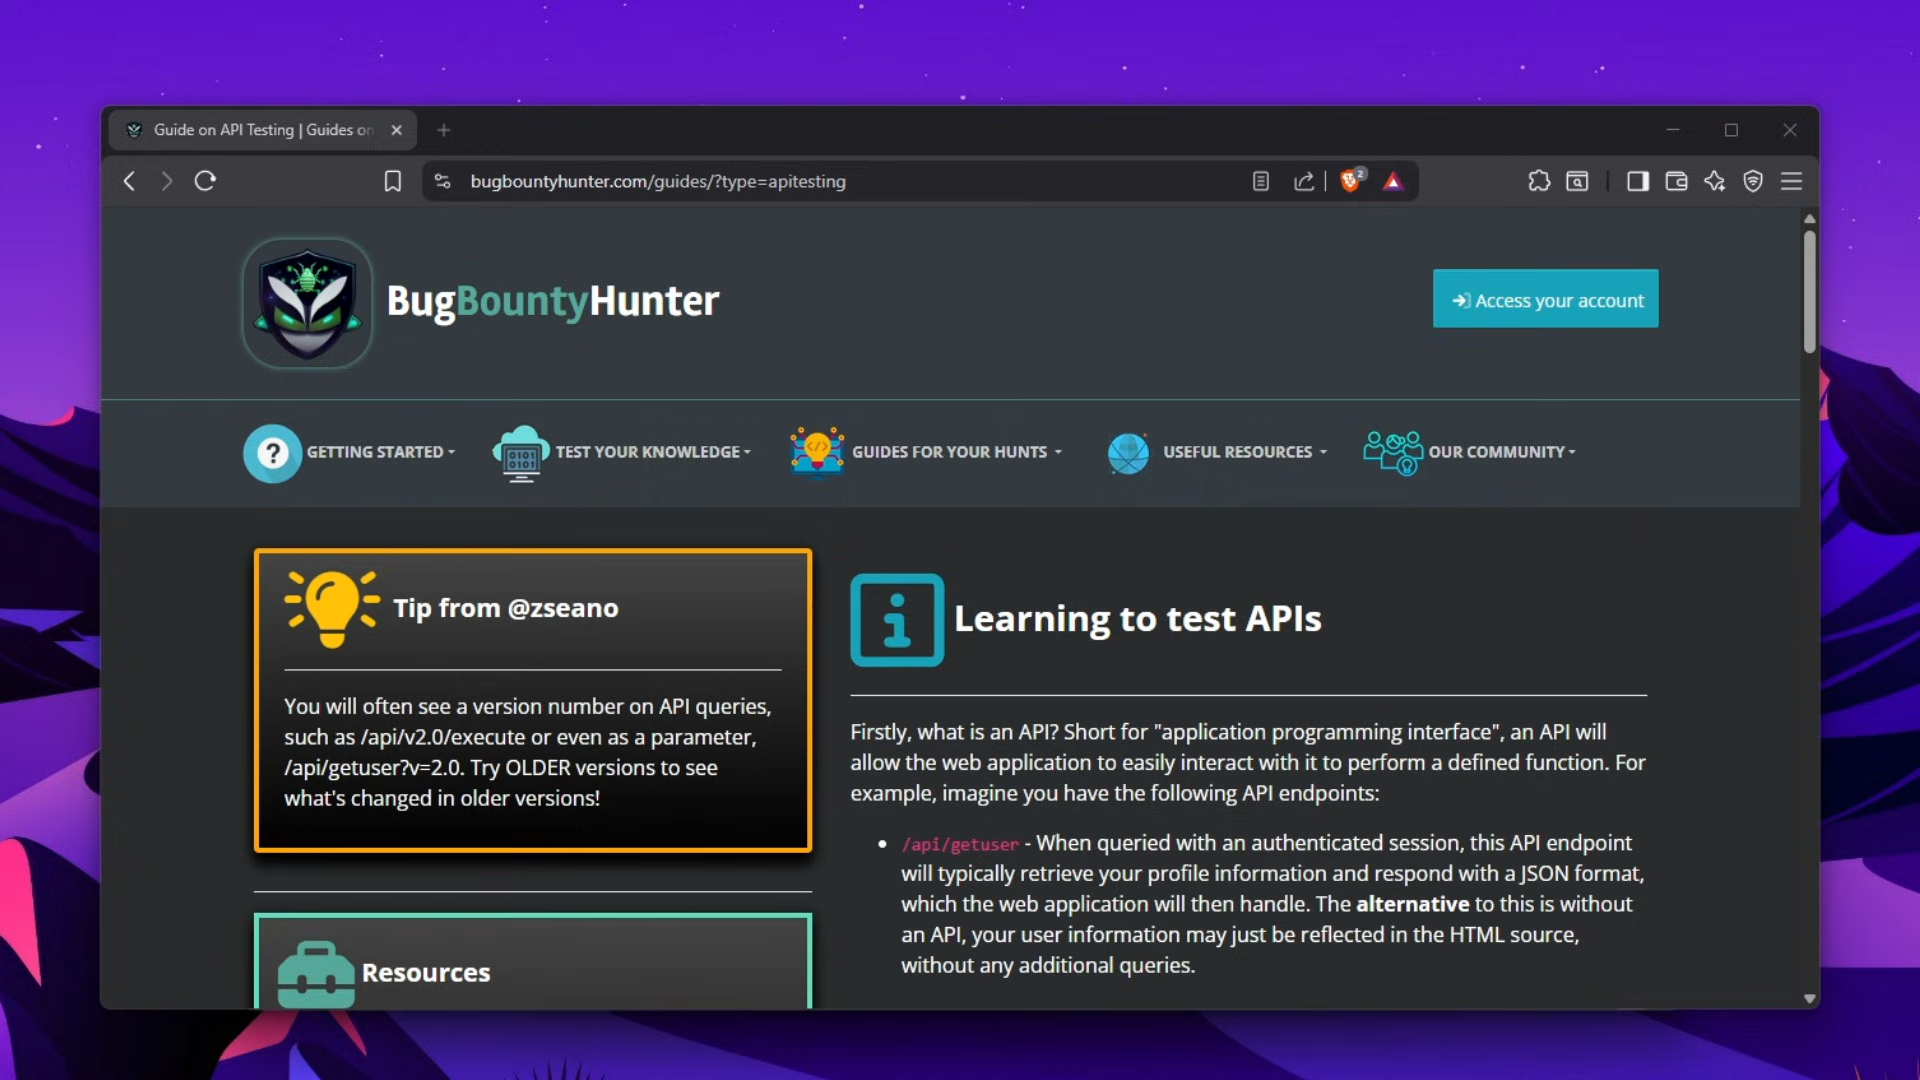 Guide on API Testing | Guides on
bugbountyhunter.com/guides/?type=apitesting
2
BugBountyHunter
Access your account
GETTING STARTED
TEST YOUR KNOWLEDGE
GUIDES FOR YOUR HUNTS
USEFUL RESOURCES
OUR COMMUNITY
Tip from @zseano
You will often see a version number on API queries,
such as /api/v2.0/execute or even as a parameter,
/api/getuser?v=2.0. Try OLDER versions to see
what's changed in older versions!
Resources
Learning to test APIs
Firstly, what is an API? Short for "application programming interface", an API will
allow the web application to easily interact with it to perform a defined function. For
example, imagine you have the following API endpoints:
• /api/getuser - When queried with an authenticated session, this API endpoint
will typically retrieve your profile information and respond with a JSON format,
which the web application will then handle. The alternative to this is without
an API, your user information may just be reflected in the HTML source,
without any additional queries.